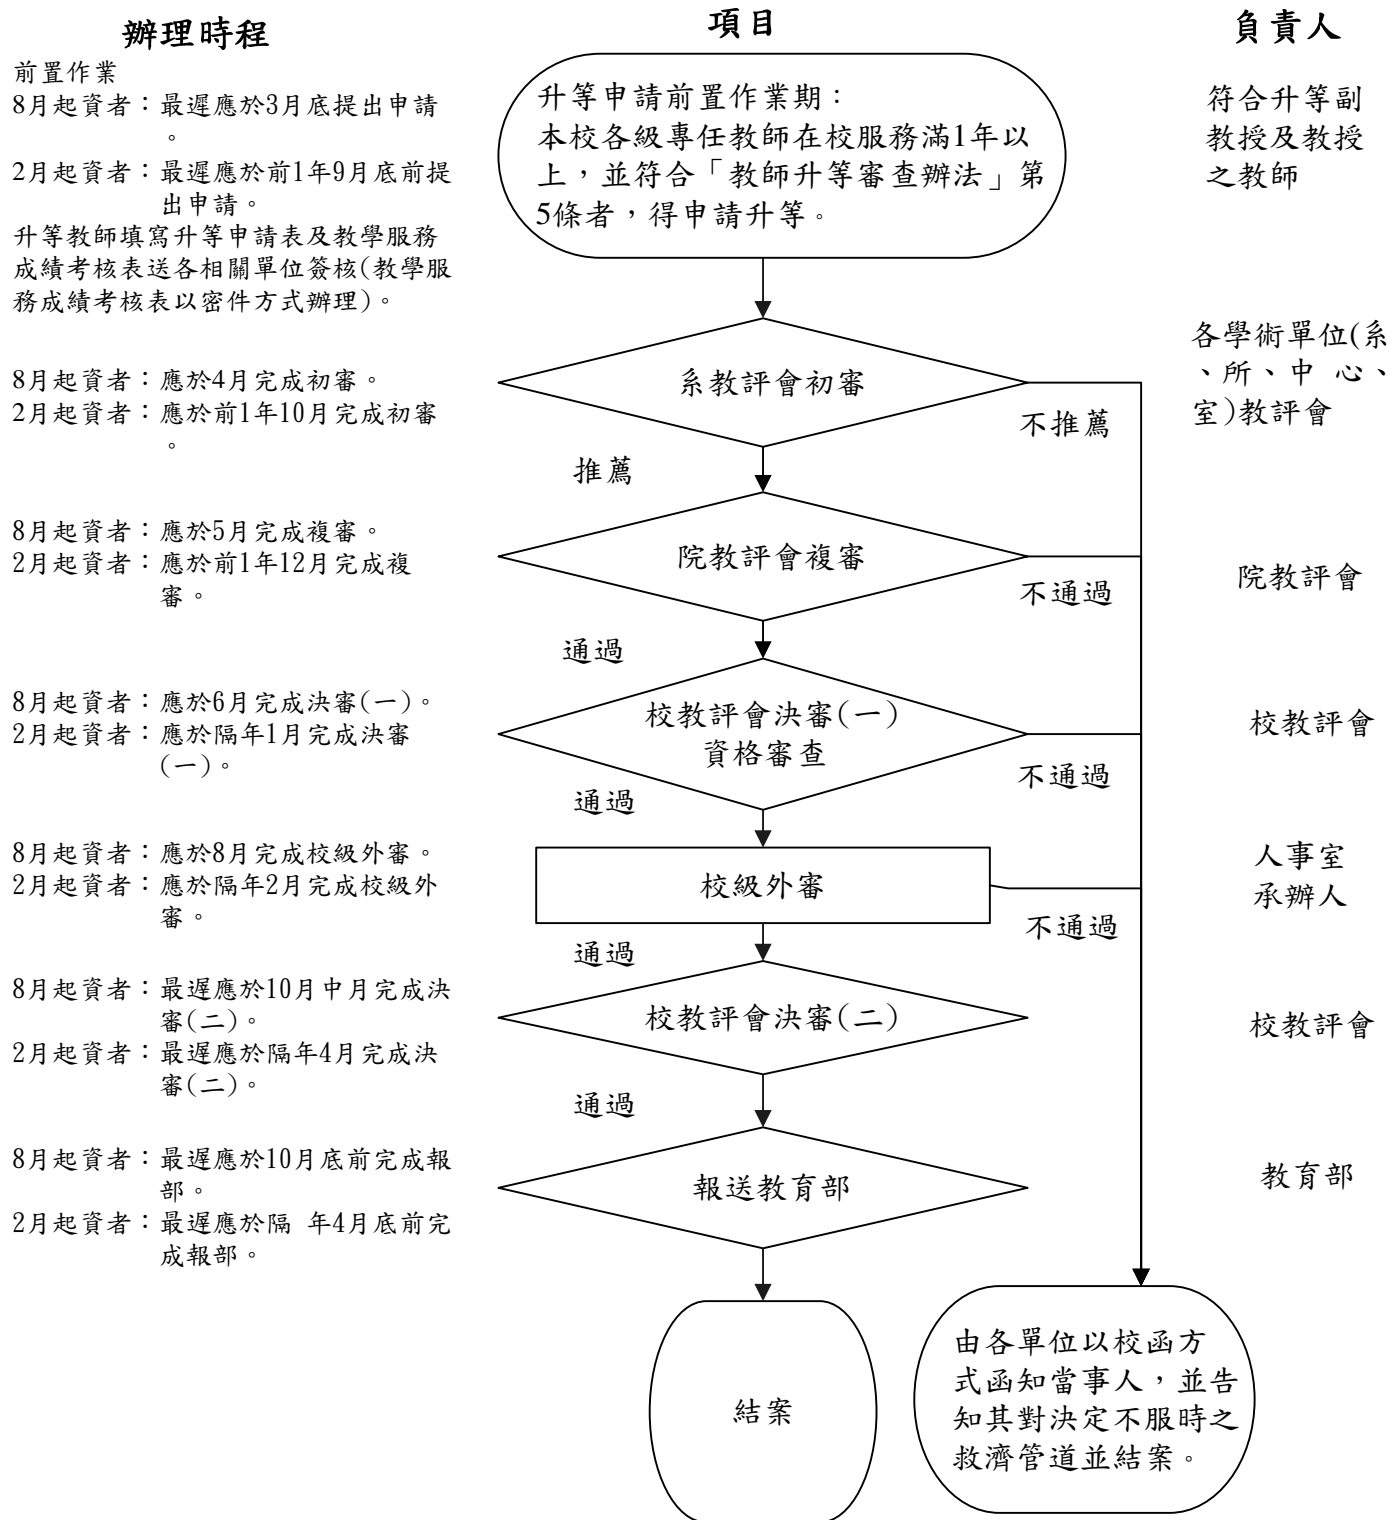 辦理時程
項目
負責人
前置作業
8月起資者：最遲應於3月底提出申請
。
2月起資者：最遲應於前1年9月底前提
出申請。
升等教師填寫升等申請表及教學服務
成績考核表送各相關單位簽核(教學服
務成績考核表以密件方式辦理)。
升等申請前置作業期：
本校各級專任教師在校服務滿1年以
上，並符合「教師升等審查辦法」第
5條者，得申請升等。
符合升等副
教授及教授
之教師
8月起資者：應於4月完成初審。
2月起資者：應於前1年10月完成初審
。
系教評會初審
不推薦
推薦
各學術單位(系
、所、中 心、
室)教評會
8月起資者：應於5月完成複審。
2月起資者：應於前1年12月完成複
審。
院教評會複審
不通過
通過
院教評會
8月起資者：應於6月完成決審(一)。
2月起資者：應於隔年1月完成決審
(一)。
校教評會決審(一)
資格審查
不通過
通過
校教評會
8月起資者：應於8月完成校級外審。
2月起資者：應於隔年2月完成校級外
審。
校級外審
不通過
通過
人事室
承辦人
8月起資者：最遲應於10月中月完成決
審(二)。
2月起資者：最遲應於隔年4月完成決
審(二)。
校教評會決審(二)
通過
校教評會
8月起資者：最遲應於10月底前完成報
部。
2月起資者：最遲應於隔 年4月底前完
成報部。
報送教育部
教育部
結案
由各單位以校函方
式函知當事人，並告
知其對決定不服時之
救濟管道並結案。